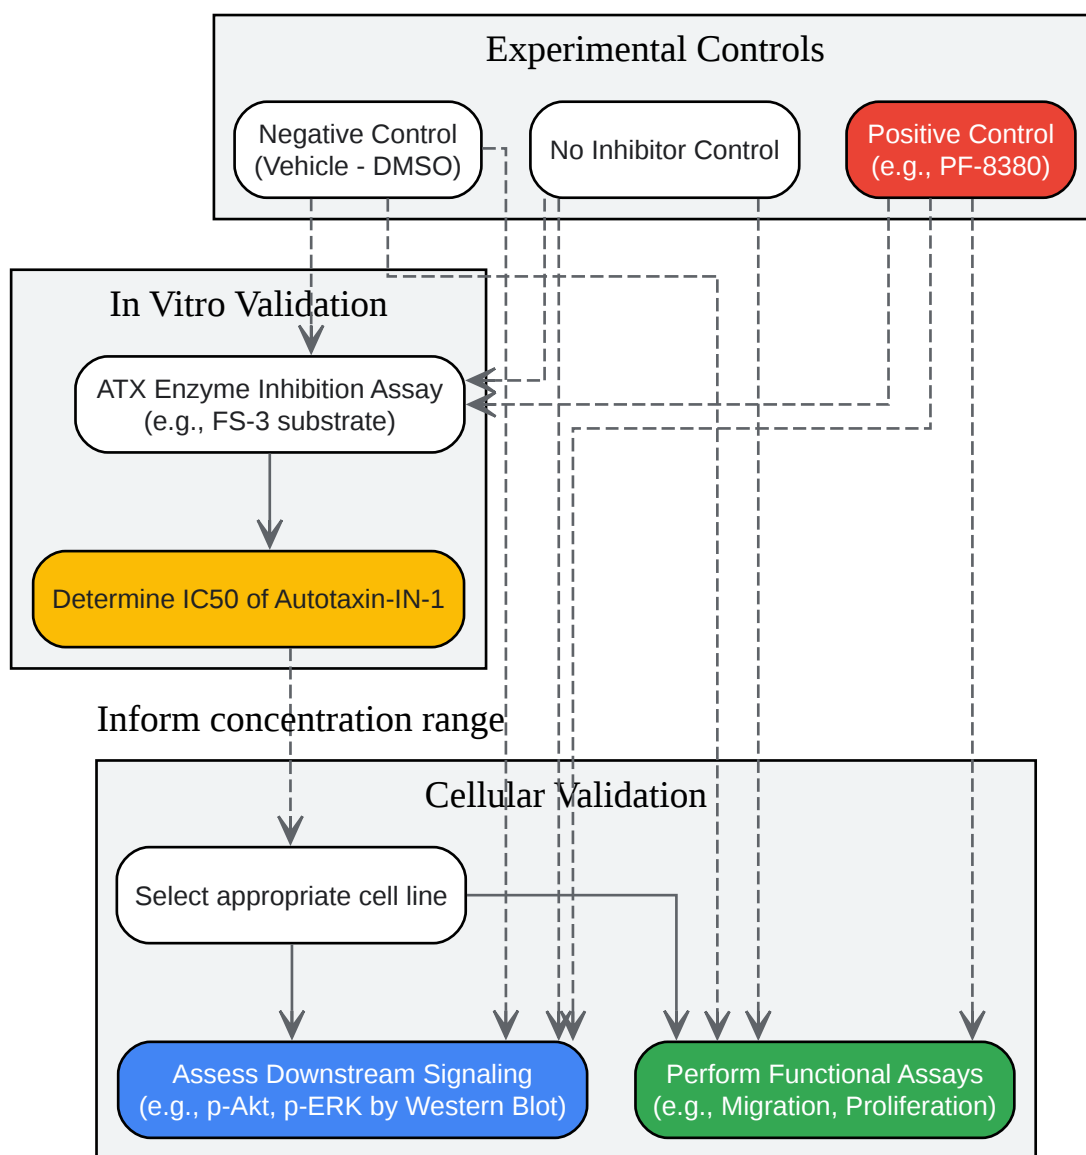 Experimental Controls
Negative Control
(Vehicle - DMSO)
No Inhibitor Control
Positive Control
(e.g., PF-8380)
In Vitro Validation
ATX Enzyme Inhibition Assay
(e.g., FS-3 substrate)
Determine IC50 of Autotaxin-IN-1
Inform concentration range
Cellular Validation
Select appropriate cell line
Assess Downstream Signaling
(e.g., p-Akt, p-ERK by Western Blot)
Perform Functional Assays
(e.g., Migration, Proliferation)